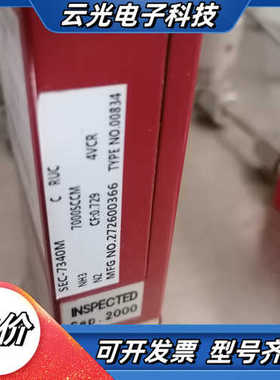 云光电子科技
SEC-7340M C RUC
NH3 7000SCCM 4VCR
N2 CF:0.729
MFG NO.272600366 TYPE NO.00834
INSPECTED
2000
价
可开发票 型号齐